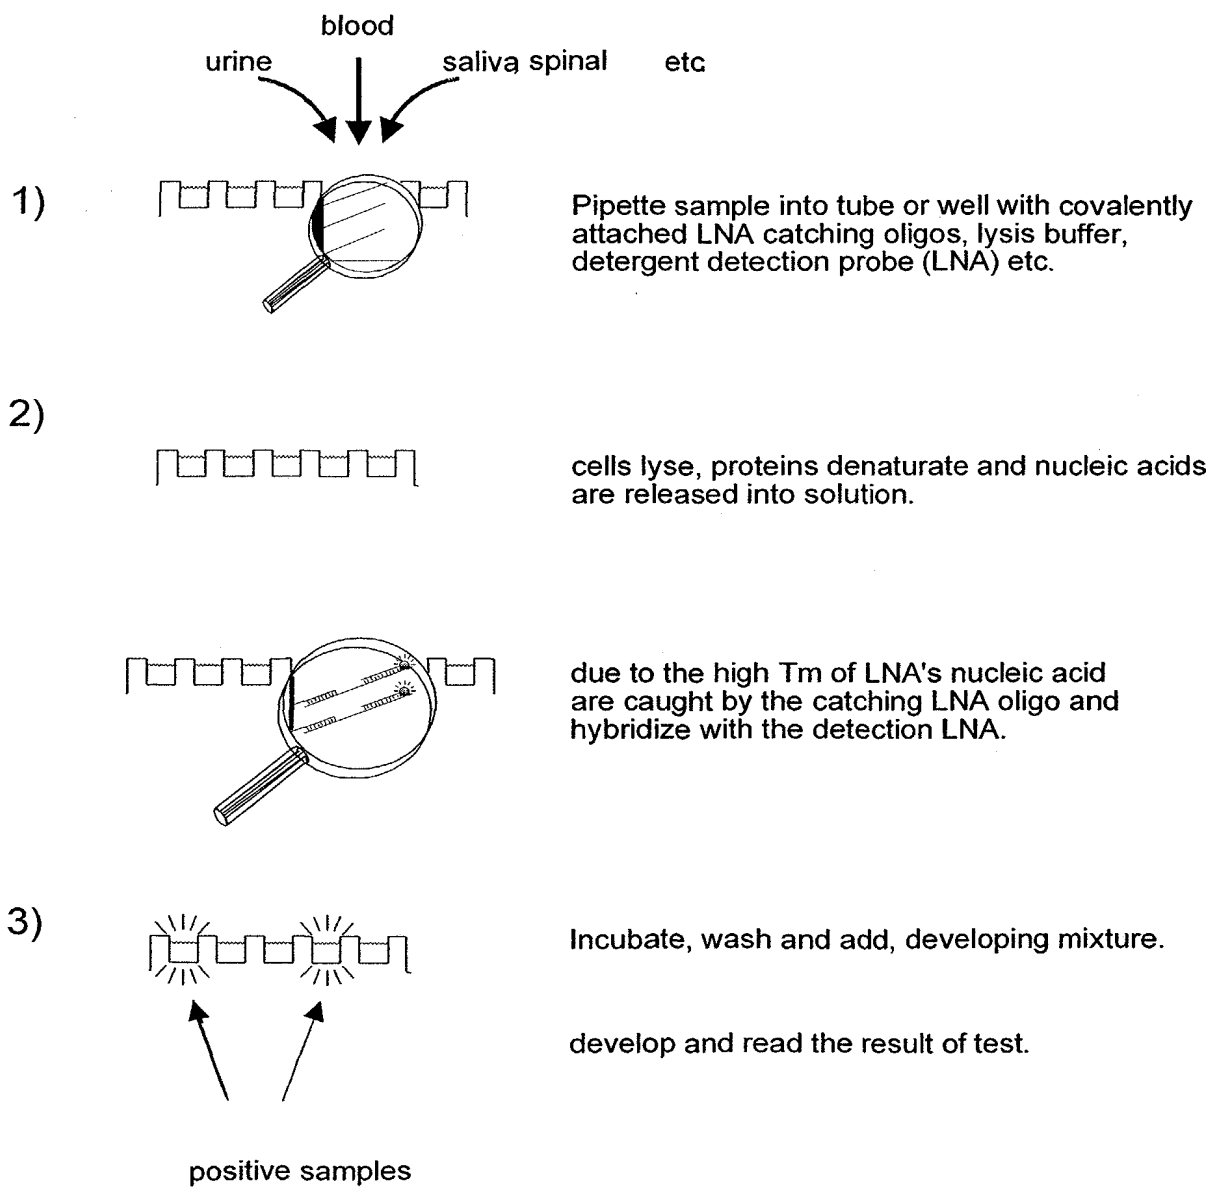 blood
urine
saliva, spinal
etc
1)
Pipette sample into tube or well with covalently
attached LNA catching oligos, lysis buffer,
detergent detection probe (LNA) etc.
2)
cells lyse, proteins denaturate and nucleic acids
are released into solution.
due to the high Tm of LNA's nucleic acid
are caught by the catching LNA oligo and
hybridize with the detection LNA.
3)
Incubate, wash and add, developing mixture.
develop and read the result of test.
positive samples